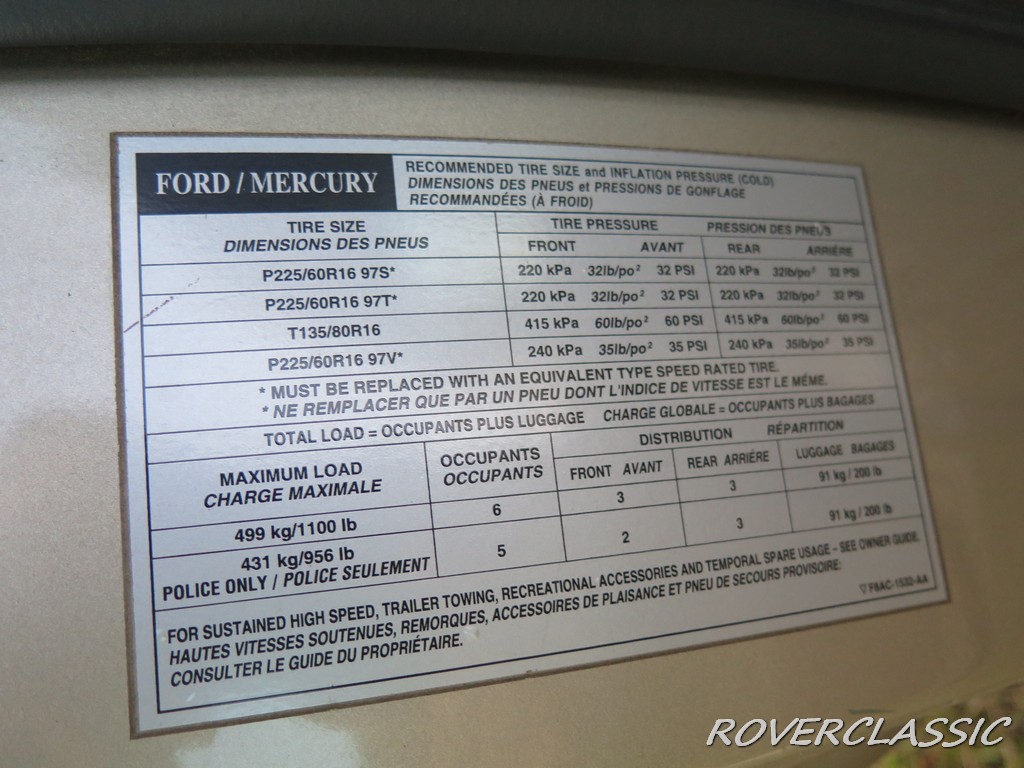 FORD / MERCURY
RECOMMENDED TIRE SIZE and INFLATION PRESSURE (COLD)
DIMENSIONS DES PNEUS et PRESSIONS DE GONFLAGE
RECOMMANDÉES (À FROID)
TIRE SIZE
DIMENSIONS DES PNEUS
TIRE PRESSURE PRESSION DES PNEUS
FRONT AVANT REAR ARRIÉRE
P225/60R16 97S* 220 kPa 32lb/po² 32 PSI 220 kPa 32lb/po² 32 PSI
P225/60R16 97T* 220 kPa 32lb/po² 32 PSI 220 kPa 32lb/po² 32 PSI
T135/80R16 415 kPa 60lb/po² 60 PSI 415 kPa 60lb/po² 60 PSI
P225/60R16 97V* 240 kPa 35lb/po² 35 PSI 240 kPa 35lb/po² 35 PSI
* MUST BE REPLACED WITH AN EQUIVALENT TYPE SPEED RATED TIRE.
* NE REMPLACER QUE PAR UN PNEU DONT L'INDICE DE VITESSE EST LE MÉME.
TOTAL LOAD = OCCUPANTS PLUS LUGGAGE CHARGE GLOBALE = OCCUPANTS PLUS BAGAGES
MAXIMUM LOAD
CHARGE MAXIMALE
OCCUPANTS
OCCUPANTS
DISTRIBUTION RÉPARTITION
FRONT AVANT REAR ARRIÉRE LUGGAGE BAGAGES
499 kg/1100 lb 6 3 3 91 kg / 200 lb
431 kg/956 lb
POLICE ONLY / POLICE SEULEMENT 5 2 3 91 kg / 200 lb
FOR SUSTAINED HIGH SPEED, TRAILER TOWING, RECREATIONAL ACCESSORIES AND TEMPORAL SPARE USAGE - SEE OWNER GUIDE.
HAUTES VITESSES SOUTENUES, REMORQUES, ACCESSOIRES DE PLAISANCE ET PNEU DE SECOURS PROVISOIRE:
CONSULTER LE GUIDE DU PROPRIÉTAIRE.
▽ F8AC-1532-AA
ROVERCLASSIC